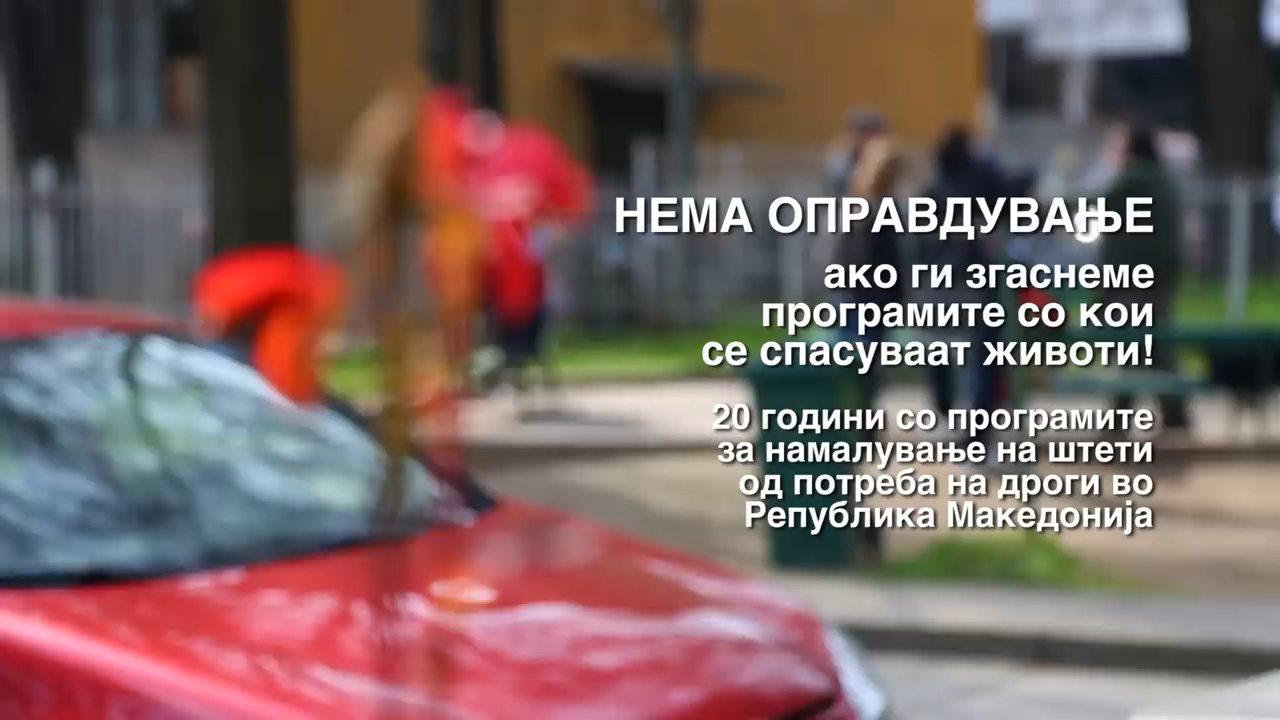 НЕМА ОПРАВДУВАЊЕ
ако ги згаснеме
програмите со кои
се спасуваат животи!
20 години со програмите
за намалување на штети
од потреба на дроги во
Република Македонија